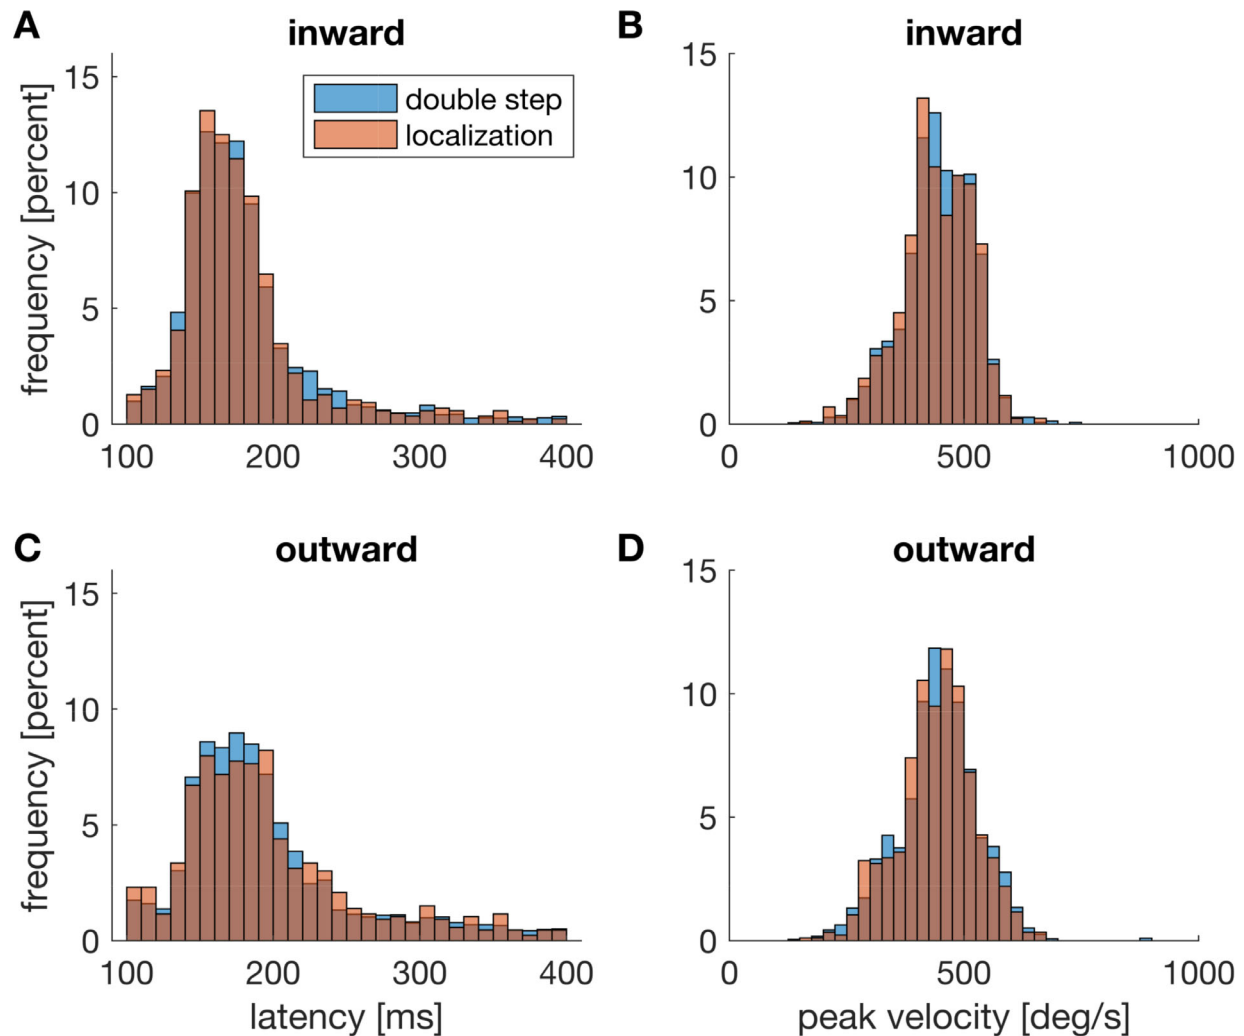 A
inward
frequency [percent]
15
10
5
0
100
200
300
400
double step
localization
B
inward
15
10
5
0
0
500
1000
C
outward
frequency [percent]
15
10
5
0
100
200
300
400
latency [ms]
D
outward
15
10
5
0
0
500
1000
peak velocity [deg/s]